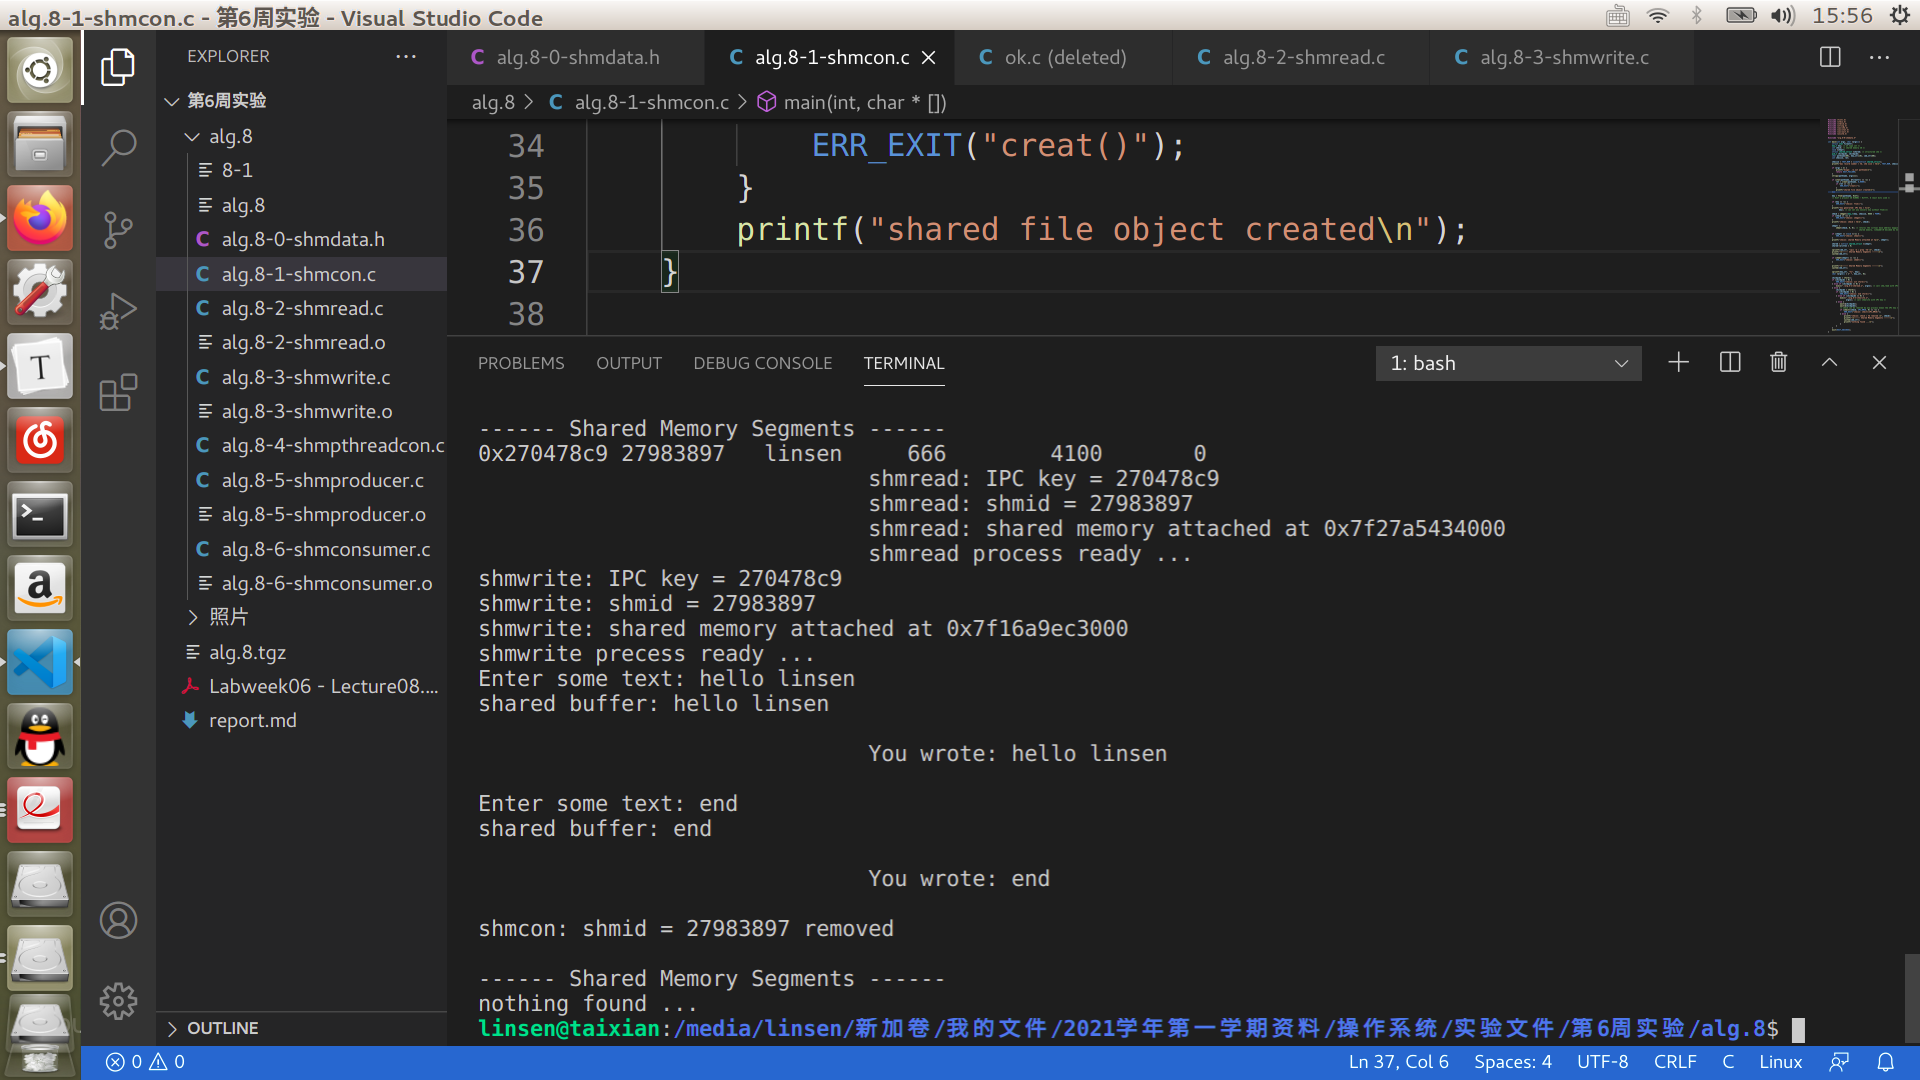 alg.8-1-shmcon.c - 第6周实验 - Visual Studio Code
15:56
EXPLORER
第6周实验
alg.8
8-1
alg.8
alg.8-0-shmdata.h
alg.8-1-shmcon.c
alg.8-2-shmread.c
alg.8-2-shmread.o
alg.8-3-shmwrite.c
alg.8-3-shmwrite.o
alg.8-4-shmpthreadcon.c
alg.8-5-shmproducer.c
alg.8-5-shmproducer.o
alg.8-6-shmconsumer.c
alg.8-6-shmconsumer.o
照片
alg.8.tgz
Labweek06 - Lecture08....
report.md
OUTLINE
alg.8-0-shmdata.h
alg.8-1-shmcon.c
ok.c (deleted)
alg.8-2-shmread.c
alg.8-3-shmwrite.c
alg.8 > C alg.8-1-shmcon.c > main(int, char * [])
34 ERR_EXIT("creat()");
35 }
36 printf("shared file object created\n");
37 }
38
PROBLEMS OUTPUT DEBUG CONSOLE TERMINAL
1: bash
------ Shared Memory Segments ------
0x270478c9 27983897 linsen 666 4100 0
shmread: IPC key = 270478c9
shmread: shmid = 27983897
shmread: shared memory attached at 0x7f27a5434000
shmread process ready ...
shmwrite: IPC key = 270478c9
shmwrite: shmid = 27983897
shmwrite: shared memory attached at 0x7f16a9ec3000
shmwrite precess ready ...
Enter some text: hello linsen
shared buffer: hello linsen
You wrote: hello linsen
Enter some text: end
shared buffer: end
You wrote: end
shmcon: shmid = 27983897 removed
------ Shared Memory Segments ------
nothing found ...
linsen@taixian:/media/linsen/新加卷/我的文件/2021学年第一学期资料/操作系统/实验文件/第6周实验/alg.8$
0 0
Ln 37, Col 6 Spaces: 4 UTF-8 CRLF C Linux